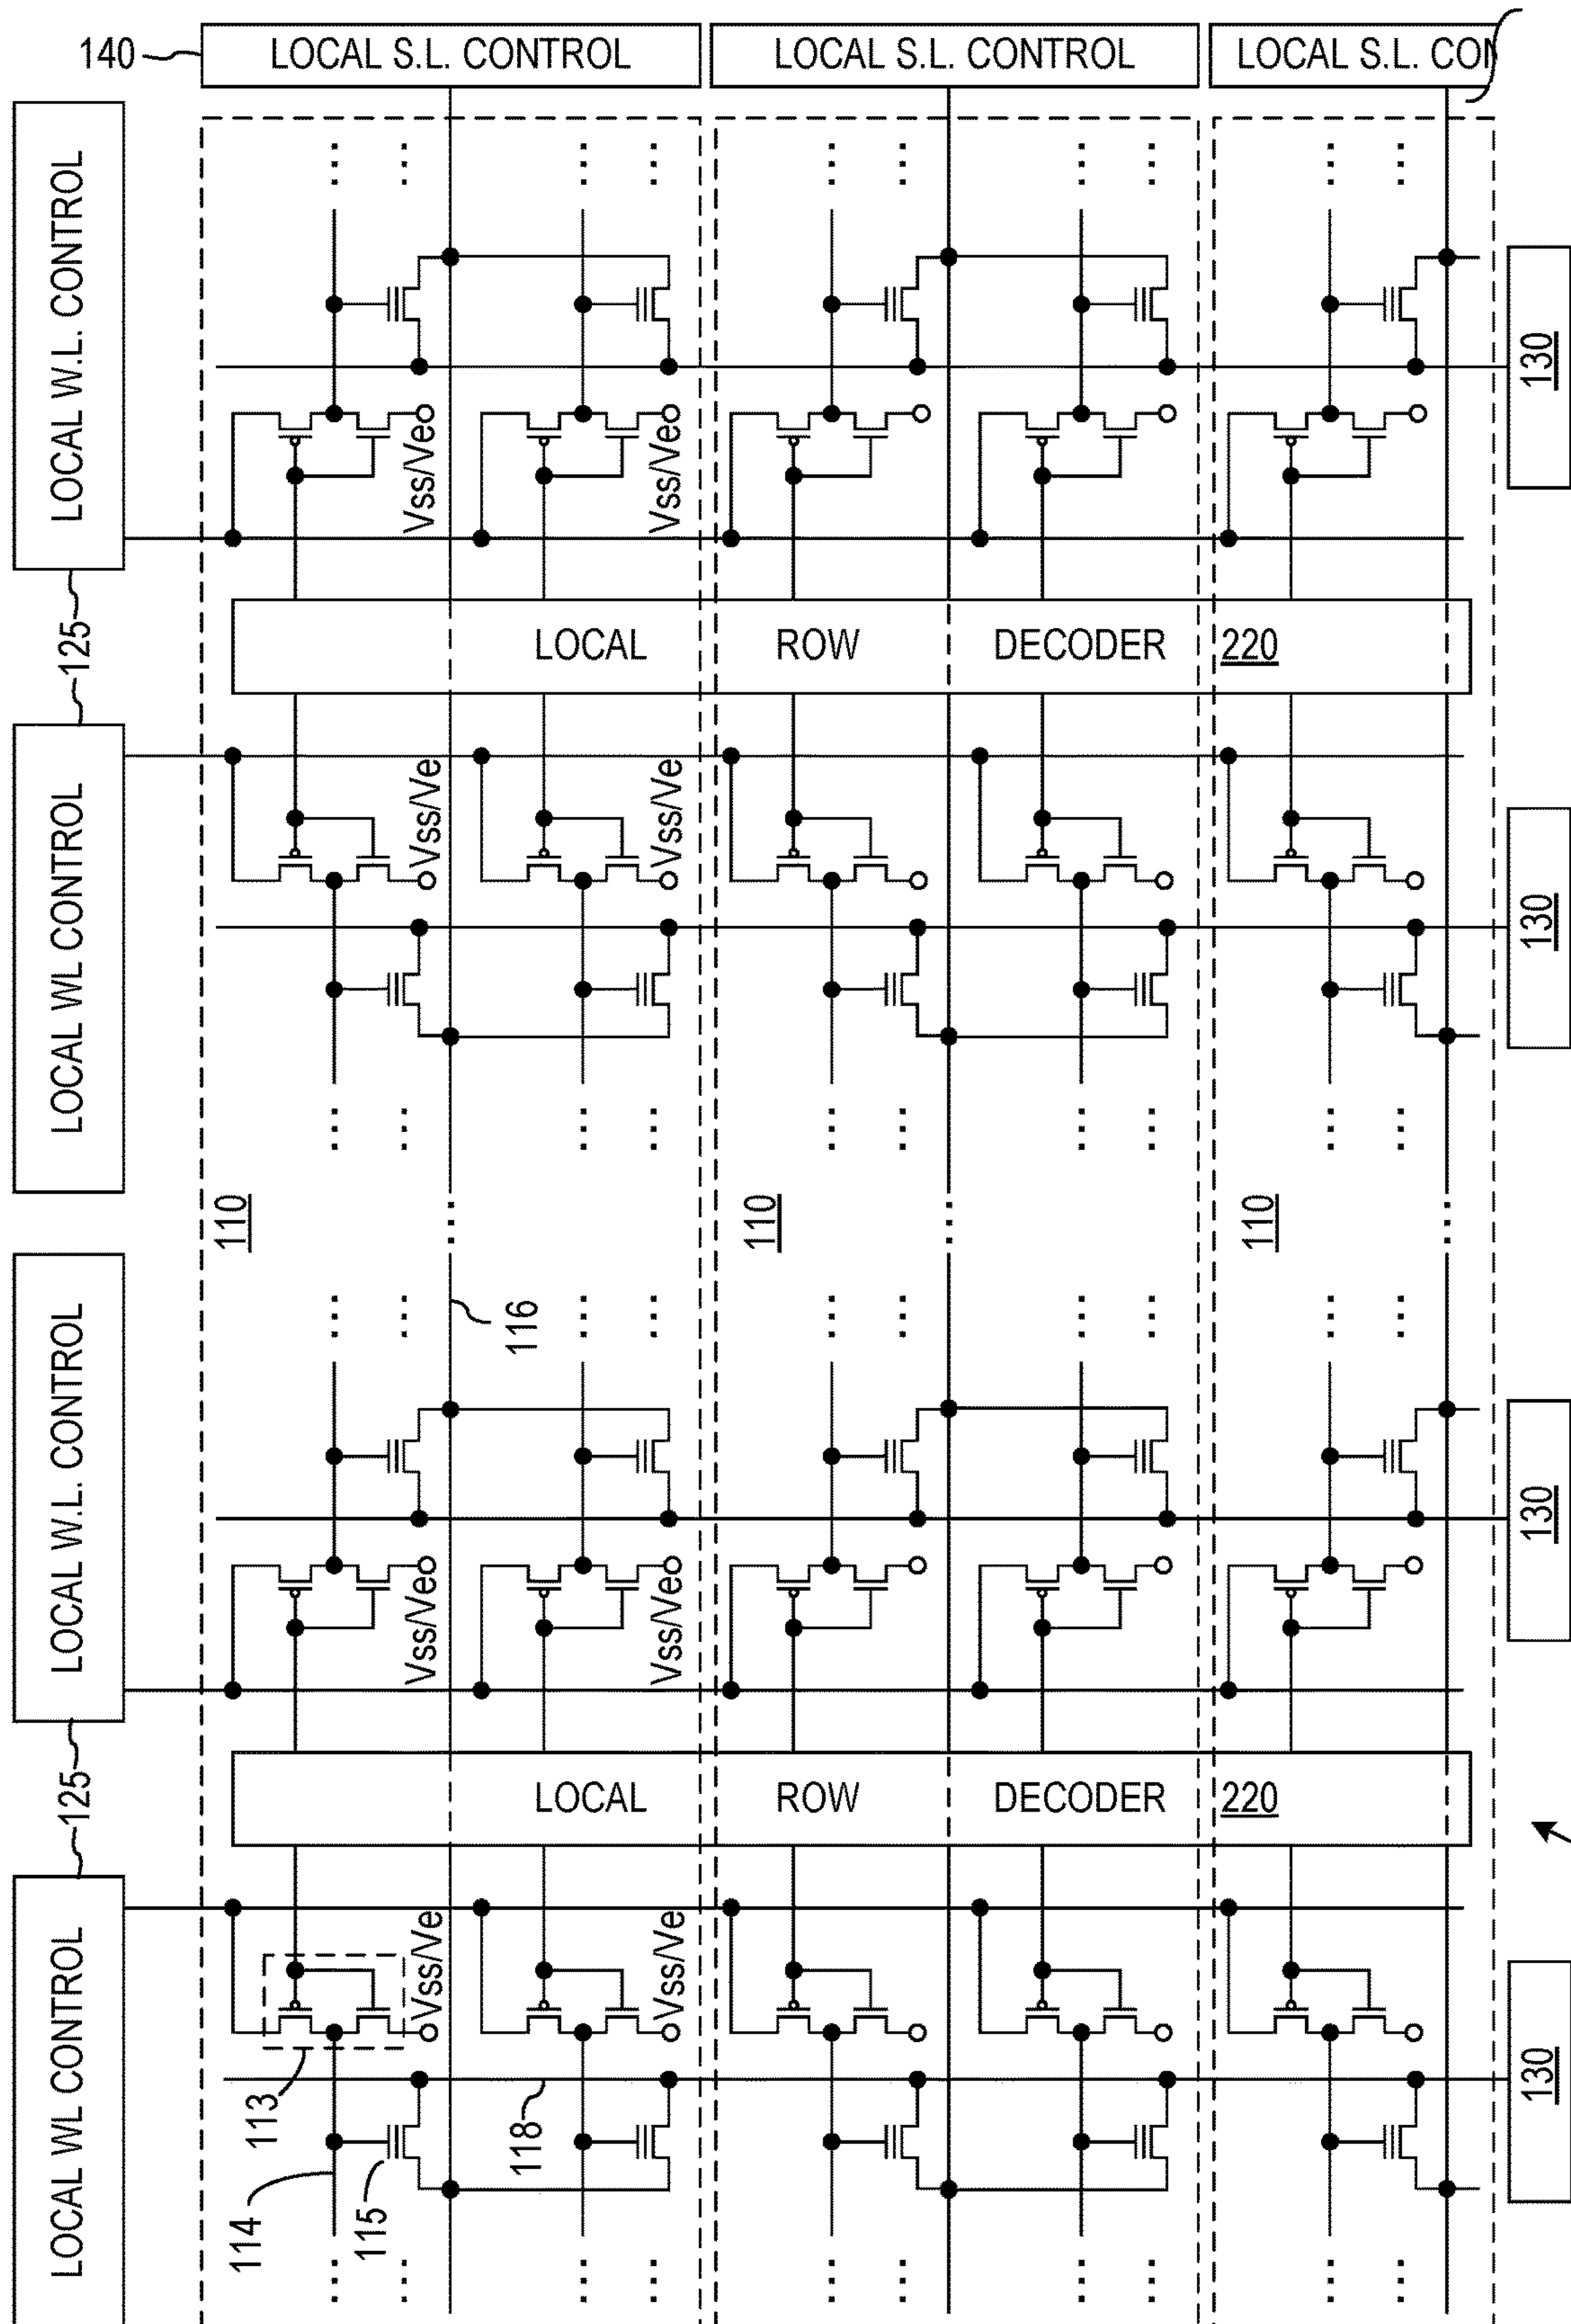 140
LOCAL S.L. CONTROL
LOCAL S.L. CONTROL
LOCAL S.L. CON
LOCAL W.L. CONTROL
130
Vss/Ve
Vss/Ve
125
LOCAL ROW DECODER 220
LOCAL WL CONTROL
Vss/Ve
Vss/Ve
130
110
110
110
LOCAL W.L. CONTROL
116
130
Vss/Ve
Vss/Ve
125
LOCAL ROW DECODER 220
LOCAL WL CONTROL
Vss/Ve
Vss/Ve
113
118
114
115
130